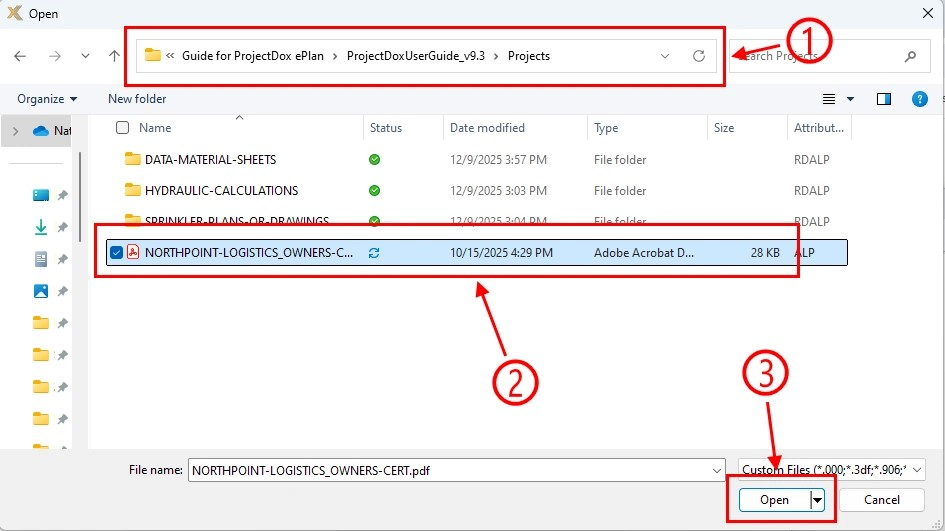 Open
1
« Guide for ProjectDox ePlan > ProjectDoxUserGuide_v9.3 > Projects
Search Projects
Organize New folder
Nat
Name Status Date modified Type Size Attribut...
DATA-MATERIAL-SHEETS 12/9/2025 3:57 PM File folder RDALP
HYDRAULIC-CALCULATIONS 12/9/2025 3:03 PM File folder RDALP
SPRINKLER-PLANS-OR-DRAWINGS 12/9/2025 3:04 PM File folder RDALP
NORTHPOINT-LOGISTICS_OWNERS-C... 10/15/2025 4:29 PM Adobe Acrobat D... 28 KB ALP
2
3
File name: NORTHPOINT-LOGISTICS_OWNERS-CERT.pdf Custom Files (*.000;*.3df;*.906;*
Open Cancel